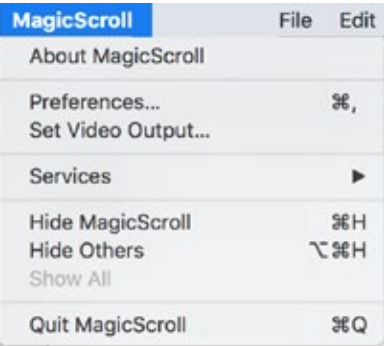 MagicScroll File Edit
About MagicScroll
Preferences... ⌘,
Set Video Output...
Services ▶
Hide MagicScroll ⌘H
Hide Others ⌥⌘H
Show All
Quit MagicScroll ⌘Q